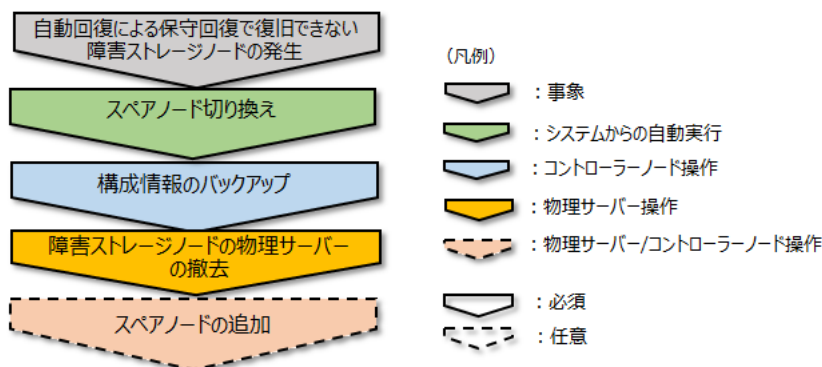 自動回復による保守回復で復旧できない
障害ストレージノードの発生
スペアノード切り換え
構成情報のバックアップ
障害ストレージノードの物理サーバー
の撤去
スペアノードの追加
（凡例）
：事象
：システムからの自動実行
：コントローラーノード操作
：物理サーバー操作
：物理サーバー/コントローラーノード操作
：必須
：任意